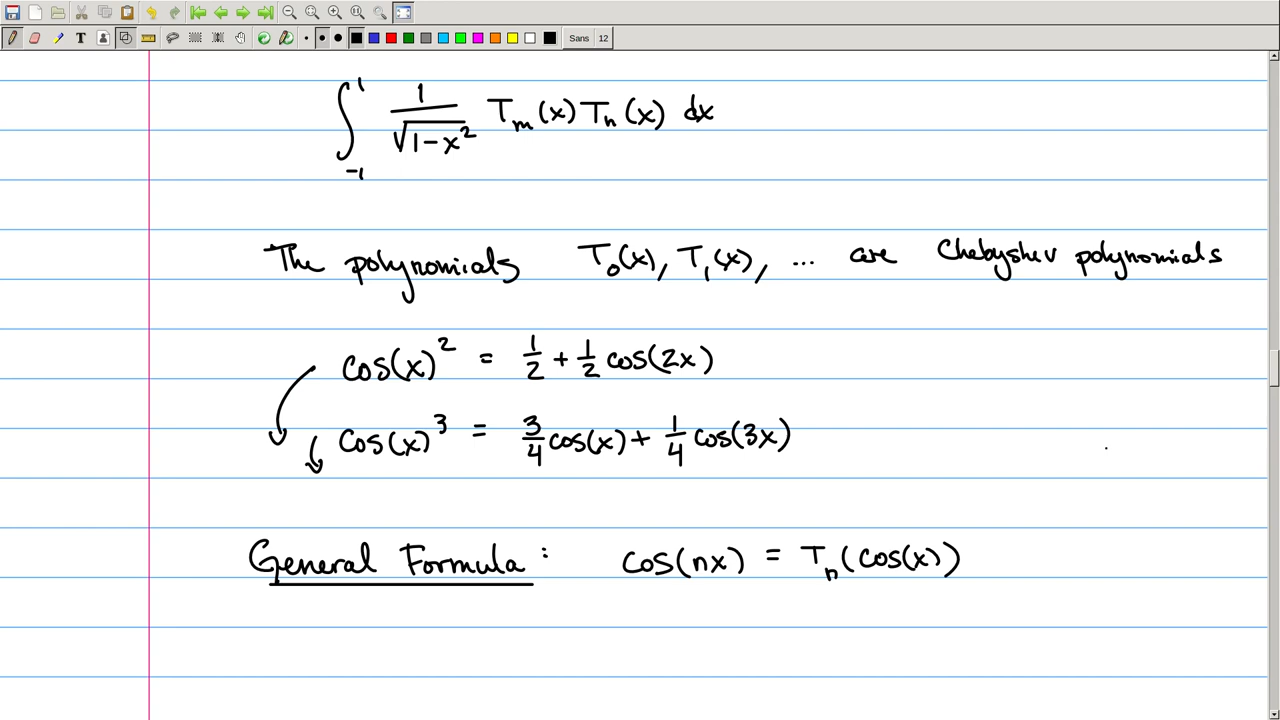 T
Sans 12
∫_{-1}^{1} 1/√(1-x²) T_m(x) T_n(x) dx
The polynomials T_0(x), T_1(x), ... are Chebyshev polynomials
cos(x)² = 1/2 + 1/2 cos(2x)
cos(x)³ = 3/4 cos(x) + 1/4 cos(3x)
General Formula: cos(nx) = T_n(cos(x))